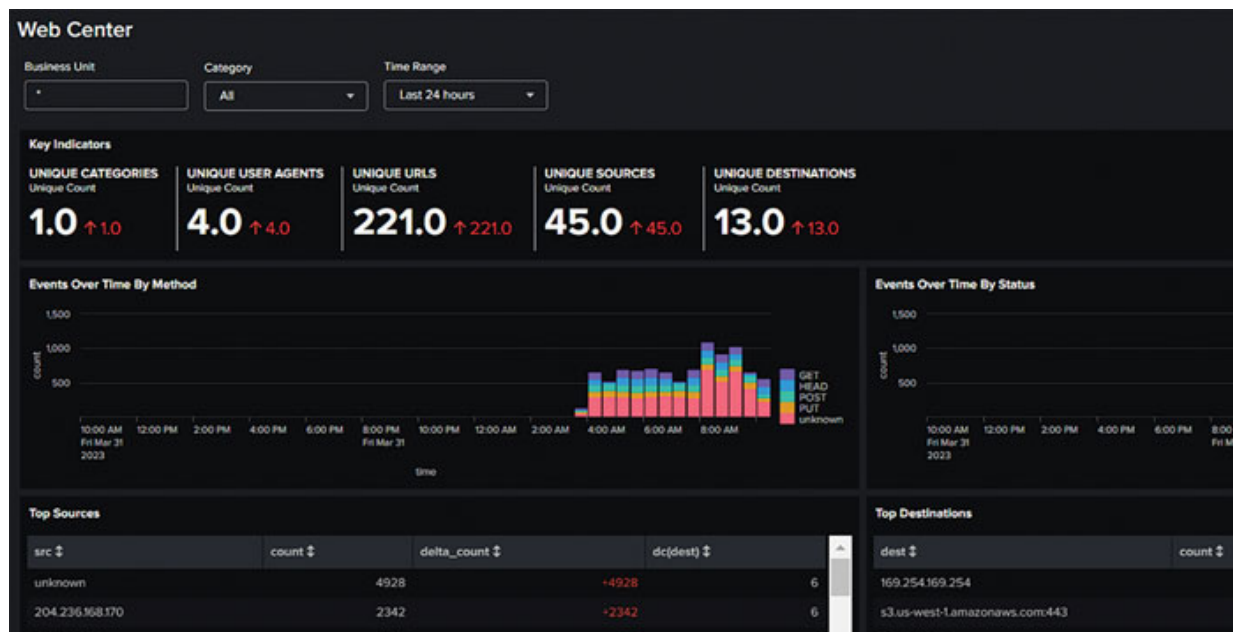 Web Center
Business Unit Category Time Range
* All Last 24 hours
Key Indicators
UNIQUE CATEGORIES UNIQUE USER AGENTS UNIQUE URLS UNIQUE SOURCES UNIQUE DESTINATIONS
Unique Count Unique Count Unique Count Unique Count Unique Count
1.0 ↑1.0 4.0 ↑4.0 221.0 ↑221.0 45.0 ↑45.0 13.0 ↑13.0
Events Over Time By Method
1,500
1,000
500
count
10:00 AM 12:00 PM 2:00 PM 4:00 PM 6:00 PM 8:00 PM 10:00 PM 12:00 AM 2:00 AM 4:00 AM 6:00 AM 8:00 AM
Fri Mar 31 Fri Mar 31
2023
time
GET
HEAD
POST
PUT
unknown
Events Over Time By Status
1,500
1,000
500
count
10:00 AM 12:00 PM 2:00 PM 4:00 PM 6:00 PM 8:00
Fri Mar 31 Fri M
2023
Top Sources
src count delta_count dc(dest)
unknown 4928 +4928 6
204.236.168.170 2342 +2342 6
Top Destinations
dest count
169.254.169.254
s3.us-west-1.amazonaws.com:443